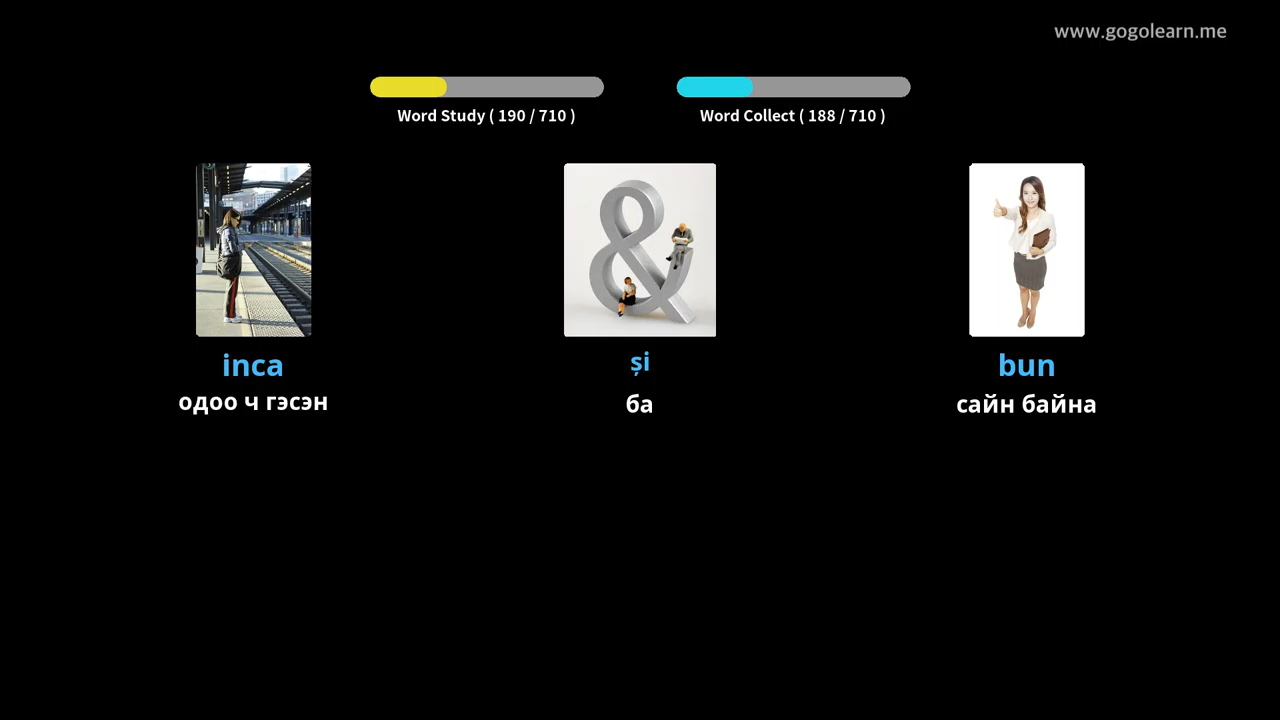 www.gogolearn.me
Word Study ( 190 / 710 )
Word Collect ( 188 / 710 )
inca
одоо ч гэсэн
și
ба
bun
сайн байна